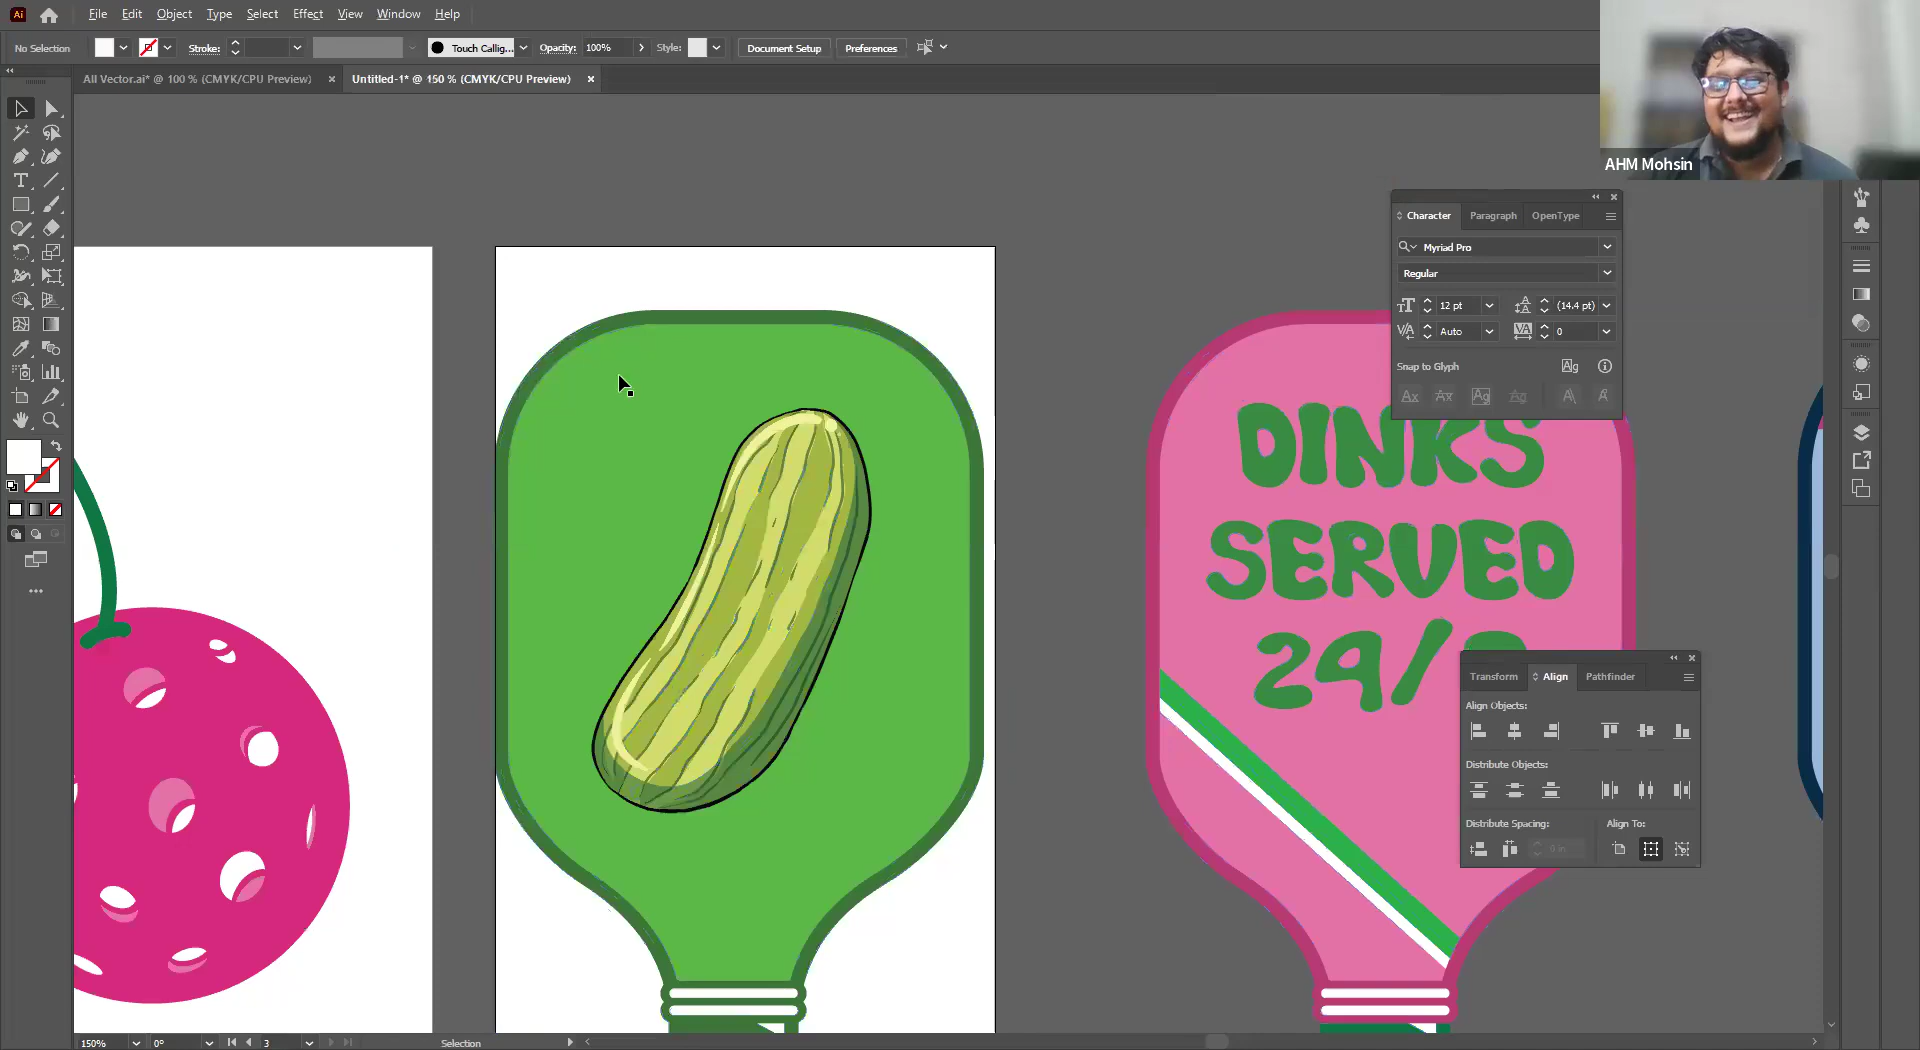 Ai File Edit Object Type Select Effect View Window Help
No Selection Stroke: Touch Callig... Opacity: 100% Style: Document Setup Preferences
All Vector.ai* @ 100 % (CMYK/CPU Preview) × Untitled-1* @ 150 % (CMYK/CPU Preview) ×
AHM Mohsin
Character Paragraph OpenType
Myriad Pro
Regular
12 pt (14.4 pt)
Auto 0
Snap to Glyph
DINKS
SERVED
24/
Transform Align Pathfinder
Align Objects:
Distribute Objects:
Distribute Spacing: Align To:
0 in
150% 0° 3 Selection